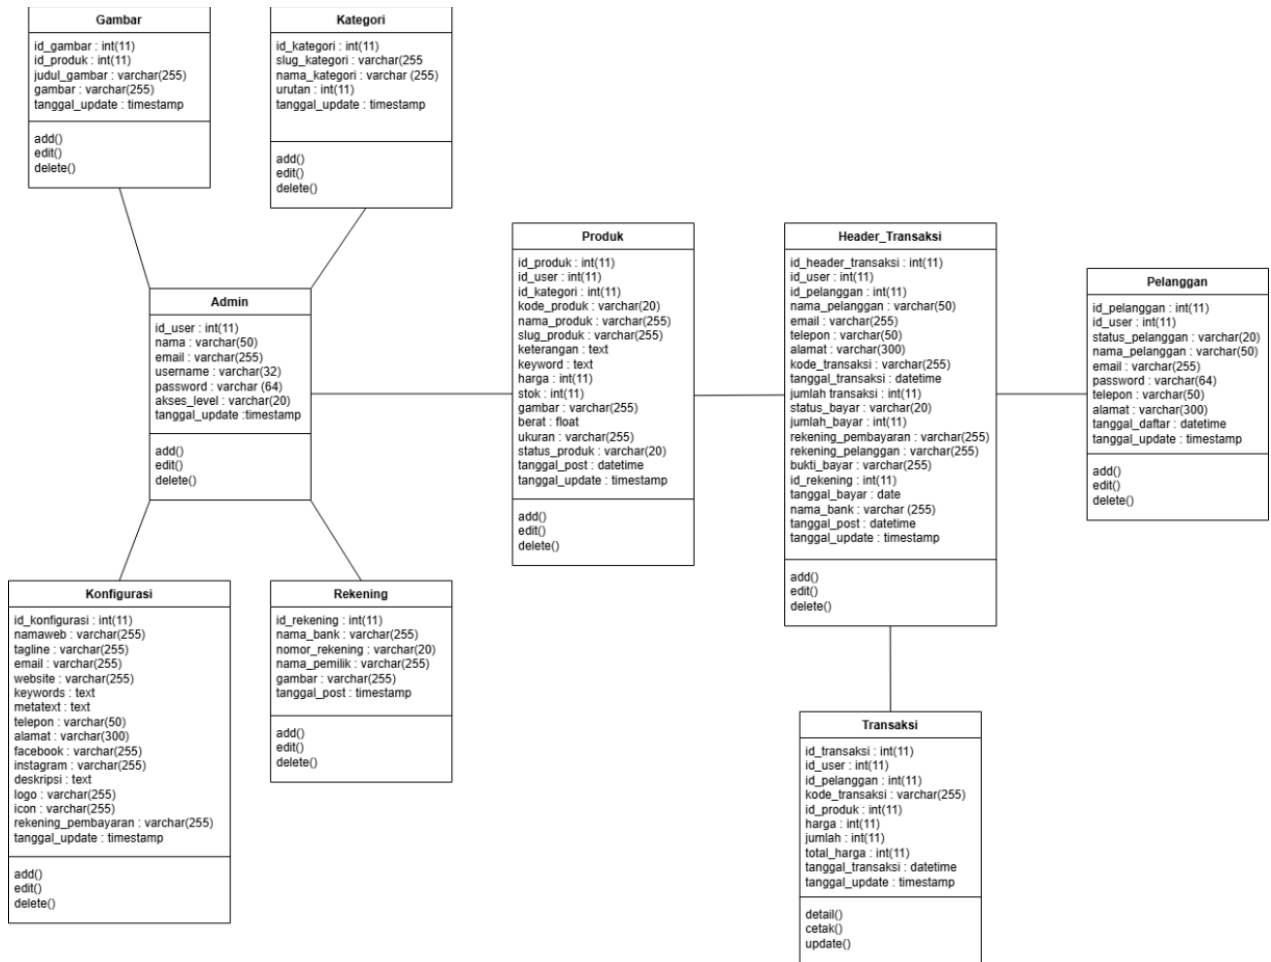 Gambar
id_gambar : int(11)
id_produk : int(11)
judul_gambar : varchar(255)
gambar : varchar(255)
tanggal_update : timestamp
add()
edit()
delete()
Kategori
id_kategori : int(11)
slug_kategori : varchar(255
nama_kategori : varchar (255)
urutan : int(11)
tanggal_update : timestamp
add()
edit()
delete()
Admin
id_user : int(11)
nama : varchar(50)
email : varchar(255)
username : varchar(32)
password : varchar (64)
akses_level : varchar(20)
tanggal_update :timestamp
add()
edit()
delete()
Produk
id_produk : int(11)
id_user : int(11)
id_kategori : int(11)
kode_produk : varchar(20)
nama_produk : varchar(255)
slug_produk : varchar(255)
keterangan : text
keyword : text
harga : int(11)
stok : int(11)
gambar : varchar(255)
berat : float
ukuran : varchar(255)
status_produk : varchar(20)
tanggal_post : datetime
tanggal_update : timestamp
add()
edit()
delete()
Header_Transaksi
id_header_transaksi : int(11)
id_user : int(11)
id_pelanggan : int(11)
nama_pelanggan : varchar(50)
email : varchar(255)
telepon : varchar(50)
alamat : varchar(300)
kode_transaksi : varchar(255)
tanggal_transaksi : datetime
jumlah transaksi : int(11)
status_bayar : varchar(20)
jumlah_bayar : int(11)
rekening_pembayaran : varchar(255)
rekening_pelanggan : varchar(255)
bukti_bayar : varchar(255)
id_rekening : int(11)
tanggal_bayar : date
nama_bank : varchar (255)
tanggal_post : datetime
tanggal_update : timestamp
add()
edit()
delete()
Pelanggan
id_pelanggan : int(11)
id_user : int(11)
status_pelanggan : varchar(20)
nama_pelanggan : varchar(50)
email : varchar(255)
password : varchar(64)
telepon : varchar(50)
alamat : varchar(300)
tanggal_daftar : datetime
tanggal_update : timestamp
add()
edit()
delete()
Konfigurasi
id_konfigurasi : int(11)
namaweb : varchar(255)
tagline : varchar(255)
email : varchar(255)
website : varchar(255)
keywords : text
metatext : text
telepon : varchar(50)
alamat : varchar(300)
facebook : varchar(255)
instagram : varchar(255)
deskripsi : text
logo : varchar(255)
icon : varchar(255)
rekening_pembayaran : varchar(255)
tanggal_update : timestamp
add()
edit()
delete()
Rekening
id_rekening : int(11)
nama_bank : varchar(255)
nomor_rekening : varchar(20)
nama_pemilik : varchar(255)
gambar : varchar(255)
tanggal_post : timestamp
add()
edit()
delete()
Transaksi
id_transaksi : int(11)
id_user : int(11)
id_pelanggan : int(11)
kode_transaksi : varchar(255)
id_produk : int(11)
harga : int(11)
jumlah : int(11)
total_harga : int(11)
tanggal_transaksi : datetime
tanggal_update : timestamp
detail()
cetak()
update()